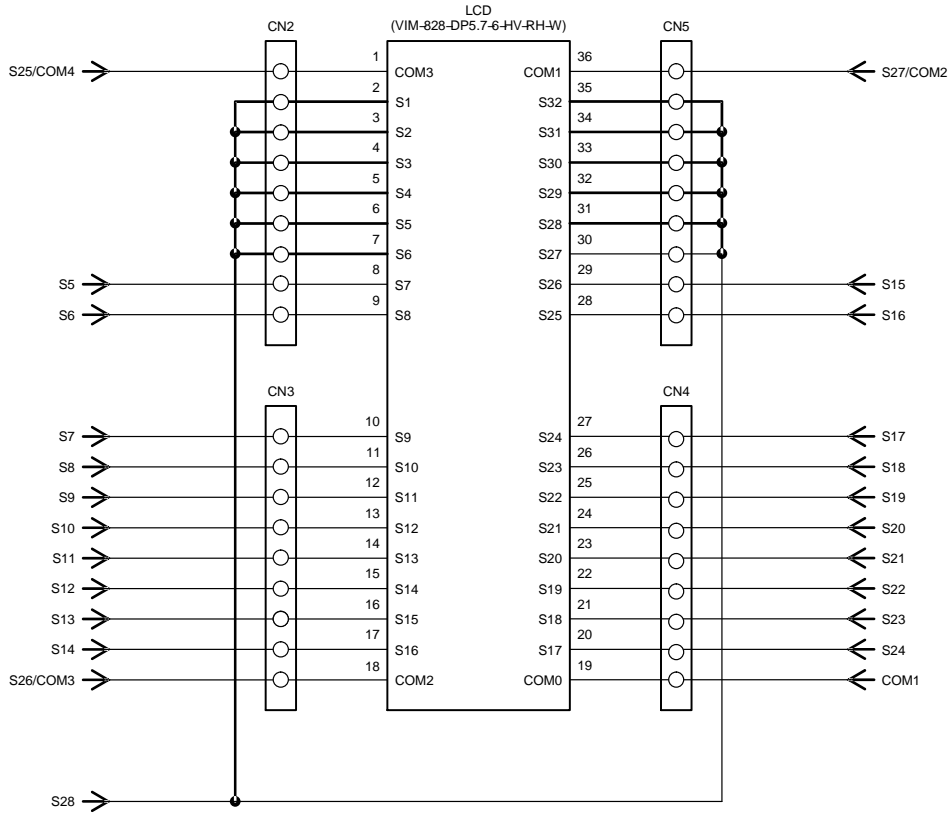 LCD
(VIM-828-DP5.7-6-HV-RH-W)
CN2 CN5
S25/COM4 1 COM3 COM1 36 S27/COM2
2 S1 S32 35
3 S2 S31 34
4 S3 S30 33
5 S4 S29 32
6 S5 S28 31
7 S6 S27 30
S5 8 S7 S26 29 S15
S6 9 S8 S25 28 S16
CN3 CN4
S7 10 S9 S24 27 S17
S8 11 S10 S23 26 S18
S9 12 S11 S22 25 S19
S10 13 S12 S21 24 S20
S11 14 S13 S20 23 S21
S12 15 S14 S19 22 S22
S13 16 S15 S18 21 S23
S14 17 S16 S17 20 S24
S26/COM3 18 COM2 COM0 19 COM1
S28